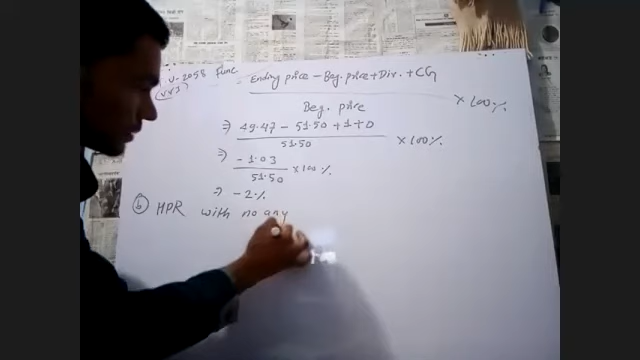 V-2058 Func
(VVI)
Ending price - Beg. price + Div. + CG
Beg. price
× 100%
⇒ 49.47 - 51.50 + 1 + 0
51.50
× 100%
⇒ -1.03
51.50
× 100%
⇒ -2%
(b) HPR with no any